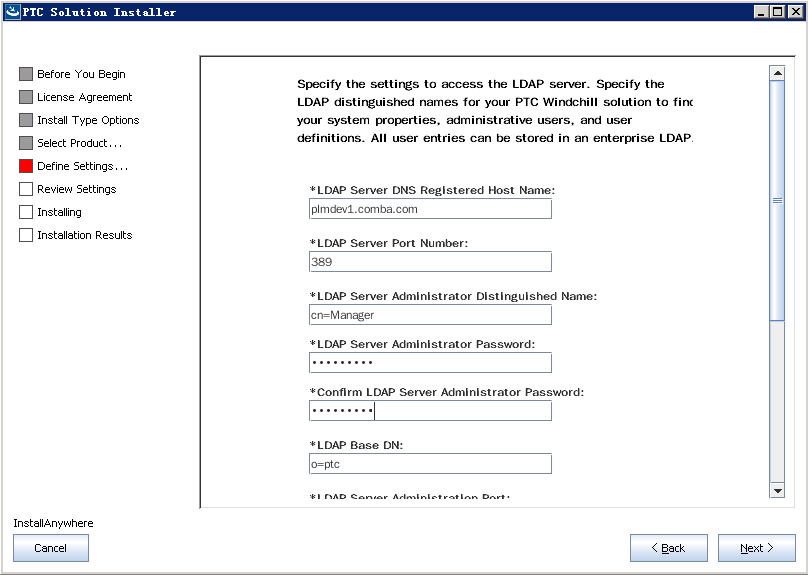 PTC Solution Installer
Before You Begin
License Agreement
Install Type Options
Select Product...
Define Settings...
Review Settings
Installing
Installation Results
Specify the settings to access the LDAP server. Specify the
LDAP distinguished names for your PTC Windchill solution to find
your system properties, administrative users, and user
definitions. All user entries can be stored in an enterprise LDAP.
*LDAP Server DNS Registered Host Name:
plmdev1.comba.com
*LDAP Server Port Number:
389
*LDAP Server Administrator Distinguished Name:
cn=Manager
*LDAP Server Administrator Password:
•••••••••
*Confirm LDAP Server Administrator Password:
•••••••••
*LDAP Base DN:
o=ptc
*LDAP Server Administration Port:
InstallAnywhere
Cancel
< Back
Next >